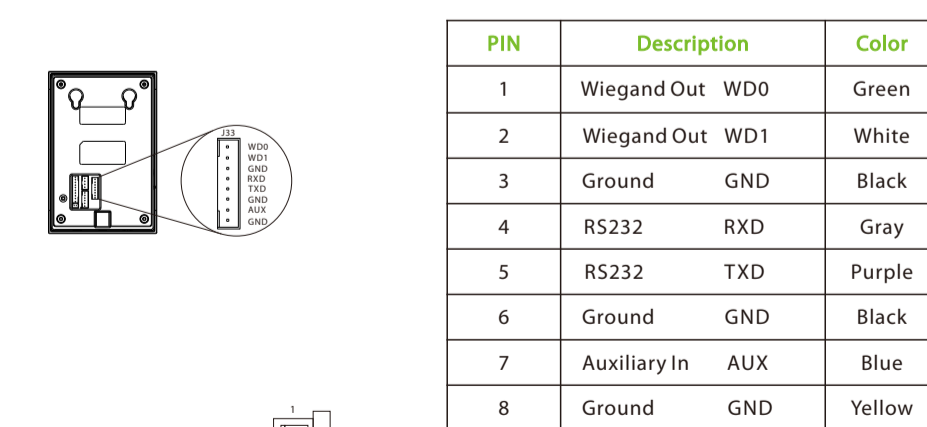 PIN Description Color
1 Wiegand Out WD0 Green
2 Wiegand Out WD1 White
3 Ground GND Black
4 RS232 RXD Gray
5 RS232 TXD Purple
6 Ground GND Black
7 Auxiliary In AUX Blue
8 Ground GND Yellow
J33
WD0
WD1
GND
RXD
TXD
GND
AUX
GND
1